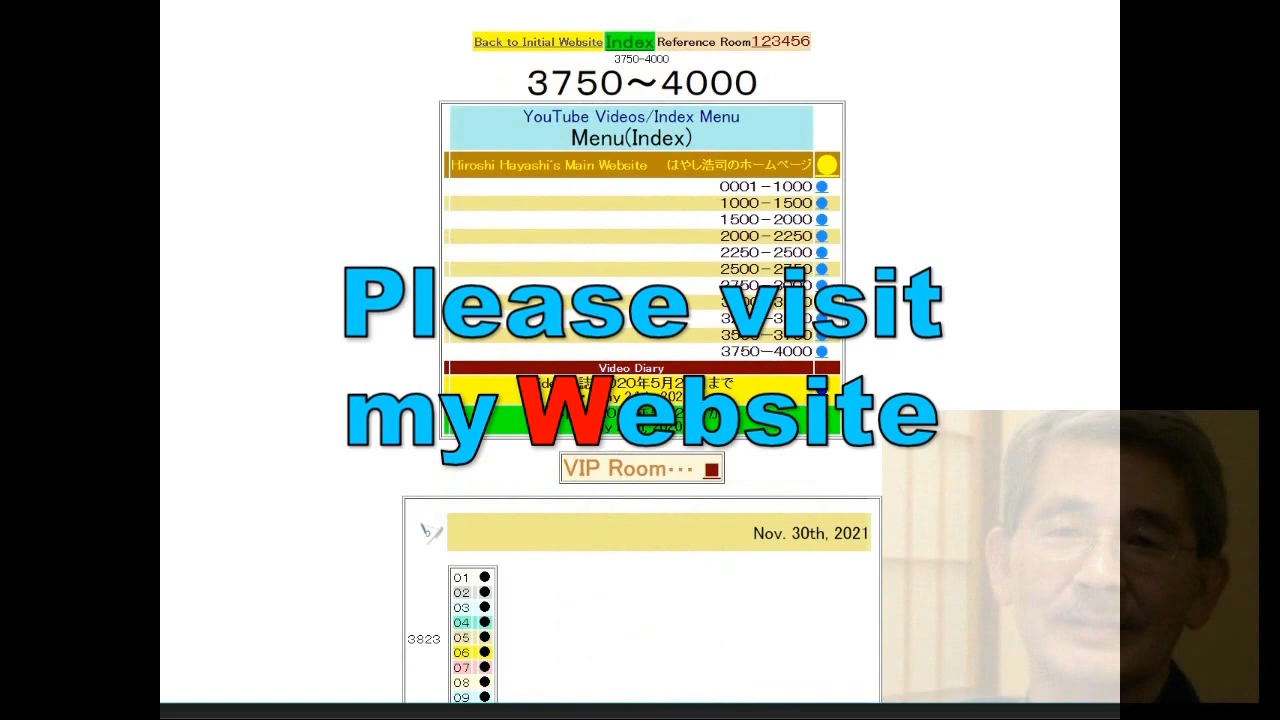 Back to Initial Website Index Reference Room123456
3750-4000
3750～4000
YouTube Videos/Index Menu
Menu(Index)
Hiroshi Hayashi's Main Website はやし浩司のホームページ
0001－1000
1000－1500
1500－2000
2000－2250
2250－2500
2500－2750
3750－4000
Please visit
Video Diary
my Website
VIP Room･･･
Nov. 30th, 2021
3823
01
02
03
04
05
06
07
08
09